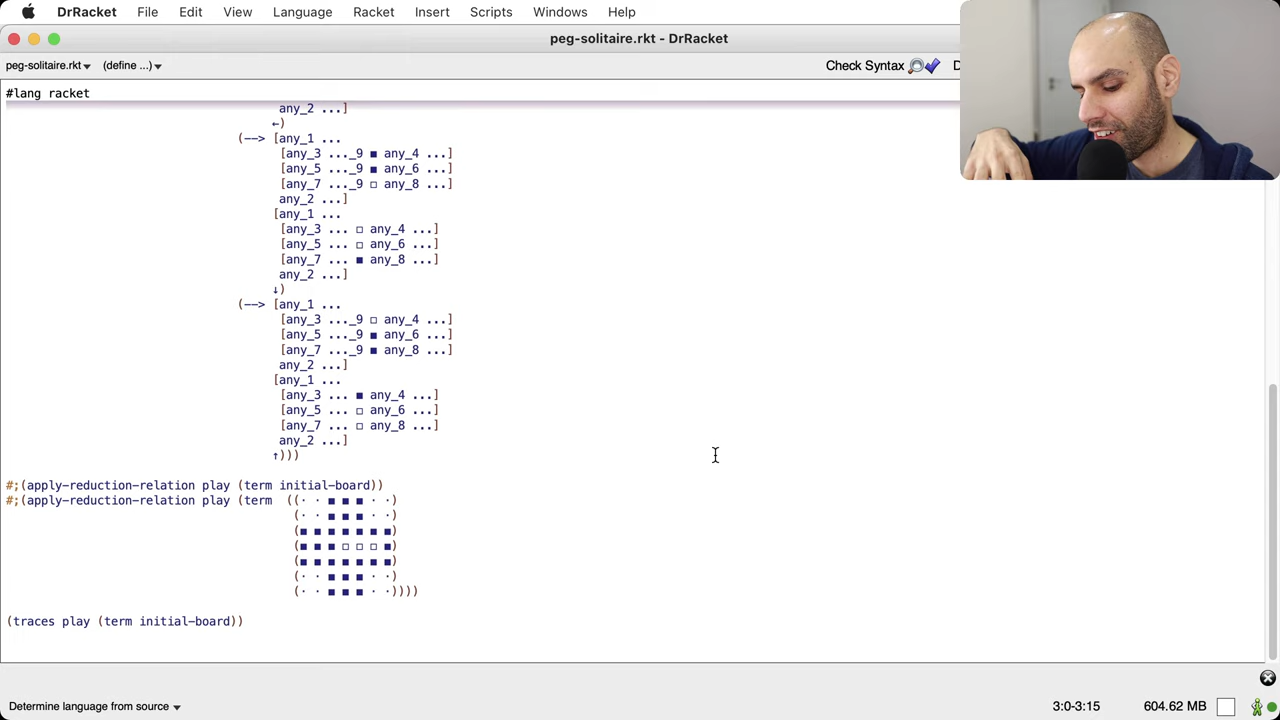 DrRacket File Edit View Language Racket Insert Scripts Windows Help
peg-solitaire.rkt - DrRacket
peg-solitaire.rkt▾ (define ...)▾ Check Syntax D
#lang racket
any_2 ...]
←)
(--> [any_1 ...
[any_3 ..._9 ■ any_4 ...]
[any_5 ..._9 ■ any_6 ...]
[any_7 ..._9 □ any_8 ...]
any_2 ...]
[any_1 ...
[any_3 ... □ any_4 ...]
[any_5 ... □ any_6 ...]
[any_7 ... ■ any_8 ...]
any_2 ...]
↓)
(--> [any_1 ...
[any_3 ..._9 □ any_4 ...]
[any_5 ..._9 ■ any_6 ...]
[any_7 ..._9 ■ any_8 ...]
any_2 ...]
[any_1 ...
[any_3 ... ■ any_4 ...]
[any_5 ... □ any_6 ...]
[any_7 ... □ any_8 ...]
any_2 ...]
↑)))
#;(apply-reduction-relation play (term initial-board))
#;(apply-reduction-relation play (term ((· · ■ ■ ■ · ·)
(· · ■ ■ ■ · ·)
(■ ■ ■ ■ ■ ■ ■)
(■ ■ ■ □ □ □ ■)
(■ ■ ■ ■ ■ ■ ■)
(· · ■ ■ ■ · ·)
(· · ■ ■ ■ · ·))))
(traces play (term initial-board))
Determine language from source ▾ 3:0-3:15 604.62 MB